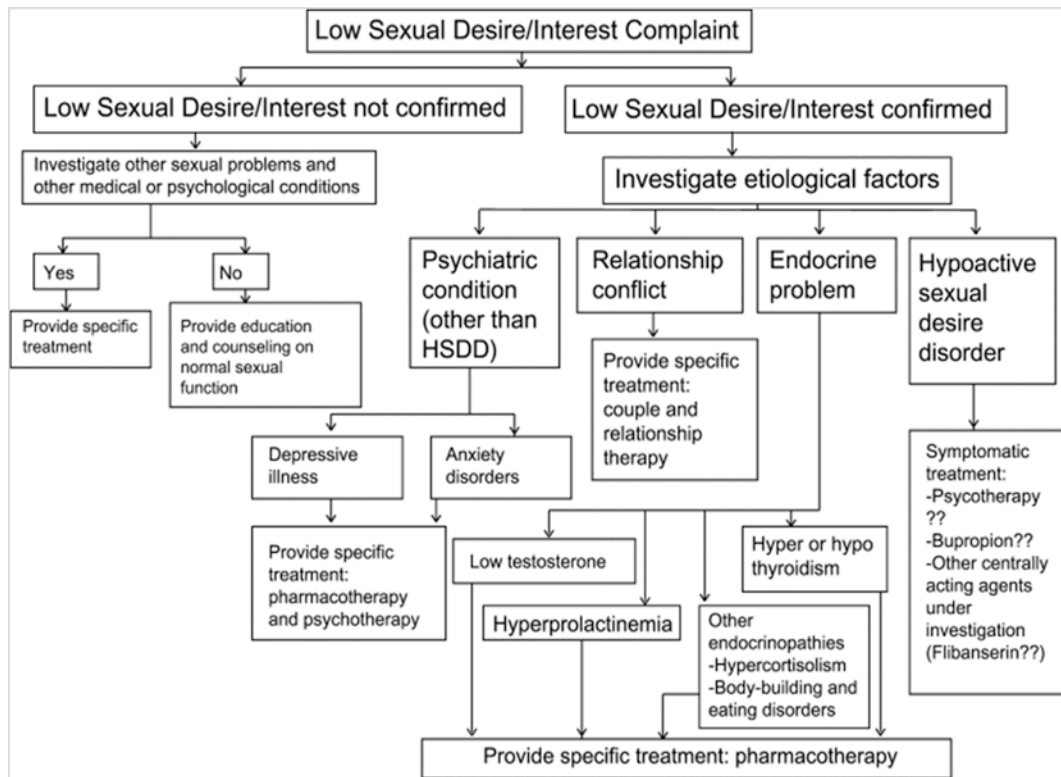 Low Sexual Desire/Interest Complaint
Low Sexual Desire/Interest not confirmed
Low Sexual Desire/Interest confirmed
Investigate other sexual problems and
other medical or psychological conditions
Investigate etiological factors
Yes
No
Provide specific
treatment
Provide education
and counseling on
normal sexual
function
Psychiatric
condition
(other than
HSDD)
Relationship
conflict
Endocrine
problem
Hypoactive
sexual
desire
disorder
Depressive
illness
Anxiety
disorders
Provide specific
treatment:
pharmacotherapy
and psychotherapy
Provide specific
treatment:
couple and
relationship
therapy
Low testosterone
Hyperprolactinemia
Other
endocrinopathies
-Hypercortisolism
-Body-building and
eating disorders
Hyper or hypo
thyroidism
Symptomatic
treatment:
-Psycotherapy
??
-Bupropion??
-Other centrally
acting agents
under
investigation
(Flibanserin??)
Provide specific treatment: pharmacotherapy